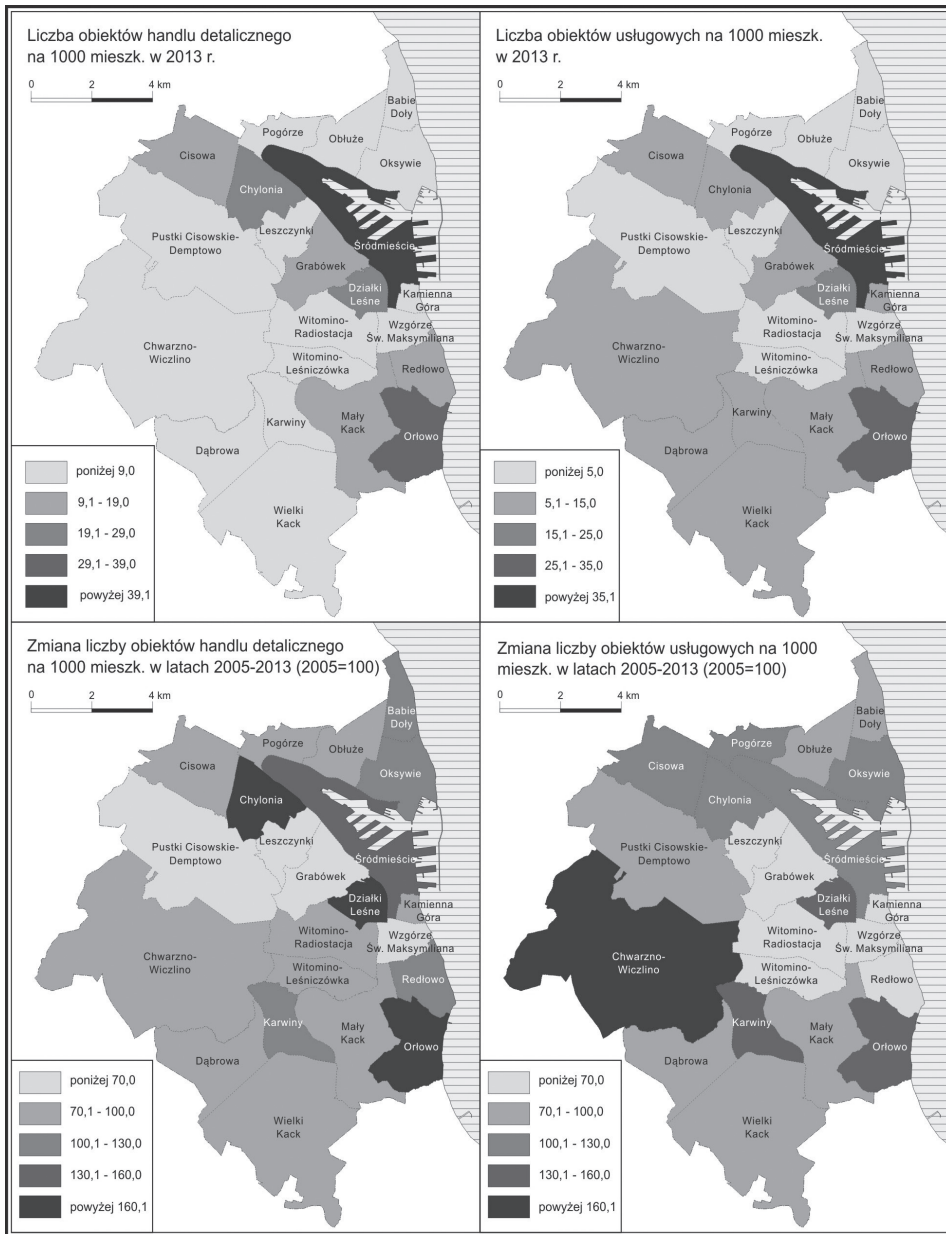 Liczba obiektów handlu detalicznego
na 1000 mieszk. w 2013 r.
0 2 4 km
Babie
Doły
Pogórze
Obłuże
Oksywie
Cisowa
Chylonia
Leszczynki
Pustki Cisowskie-
Demptowo
Śródmieście
Grabówek
Działki
Leśne
Kamienna
Góra
Witomino-
Radiostacja
Wzgórze
Św. Maksymiliana
Chwarzno-
Wiczlino
Witomino-
Leśniczówka
Redłowo
Karwiny
Mały
Kack
Orłowo
Dąbrowa
Wielki
Kack
poniżej 9,0
9,1 - 19,0
19,1 - 29,0
29,1 - 39,0
powyżej 39,1
Liczba obiektów usługowych na 1000 mieszk.
w 2013 r.
0 2 4 km
Babie
Doły
Pogórze
Obłuże
Oksywie
Cisowa
Chylonia
Leszczynki
Pustki Cisowskie-
Demptowo
Śródmieście
Grabówek
Działki
Leśne
Kamienna
Góra
Witomino-
Radiostacja
Wzgórze
Św. Maksymiliana
Chwarzno-
Wiczlino
Witomino-
Leśniczówka
Redłowo
Karwiny
Mały
Kack
Orłowo
Dąbrowa
Wielki
Kack
poniżej 5,0
5,1 - 15,0
15,1 - 25,0
25,1 - 35,0
powyżej 35,1
Zmiana liczby obiektów handlu detalicznego
na 1000 mieszk. w latach 2005-2013 (2005=100)
0 2 4 km
Babie
Doły
Pogórze
Obłuże
Oksywie
Cisowa
Chylonia
Leszczynki
Pustki Cisowskie-
Demptowo
Śródmieście
Grabówek
Działki
Leśne
Kamienna
Góra
Witomino-
Radiostacja
Wzgórze
Św. Maksymiliana
Chwarzno-
Wiczlino
Witomino-
Leśniczówka
Redłowo
Karwiny
Mały
Kack
Orłowo
Dąbrowa
Wielki
Kack
poniżej 70,0
70,1 - 100,0
100,1 - 130,0
130,1 - 160,0
powyżej 160,1
Zmiana liczby obiektów usługowych na 1000
mieszk. w latach 2005-2013 (2005=100)
0 2 4 km
Babie
Doły
Pogórze
Obłuże
Oksywie
Cisowa
Chylonia
Leszczynki
Pustki Cisowskie-
Demptowo
Śródmieście
Grabówek
Działki
Leśne
Kamienna
Góra
Witomino-
Radiostacja
Wzgórze
Św. Maksymiliana
Chwarzno-
Wiczlino
Witomino-
Leśniczówka
Redłowo
Karwiny
Mały
Kack
Orłowo
Dąbrowa
Wielki
Kack
poniżej 70,0
70,1 - 100,0
100,1 - 130,0
130,1 - 160,0
powyżej 160,1